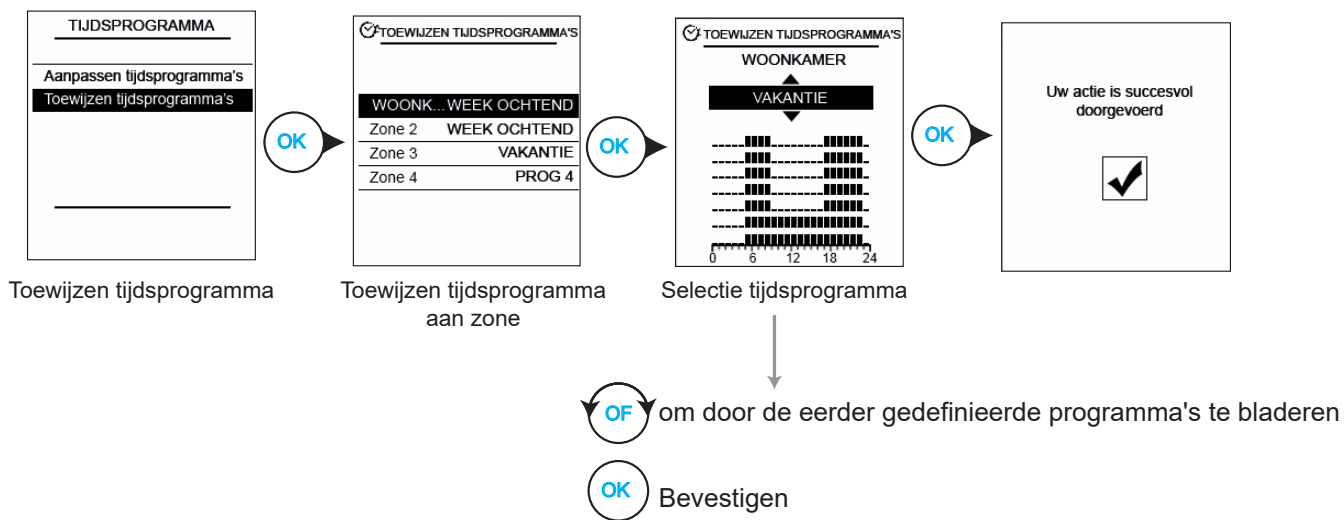 TIJDSPROGRAMMA
Aanpassen tijdsprogramma's
Toewijzen tijdsprogramma's
OK
TOEWIJZEN TIJDSPROGRAMMA'S
WOONK...WEEK OCHTEND
Zone 2 WEEK OCHTEND
Zone 3 VAKANTIE
Zone 4 PROG 4
OK
TOEWIJZEN TIJDSPROGRAMMA'S
WOONKAMER
VAKANTIE
0 6 12 18 24
OK
Uw actie is succesvol
doorgevoerd
Toewijzen tijdsprogramma
Toewijzen tijdsprogramma
aan zone
Selectie tijdsprogramma
OF om door de eerder gedefinieerde programma's te bladeren
OK Bevestigen